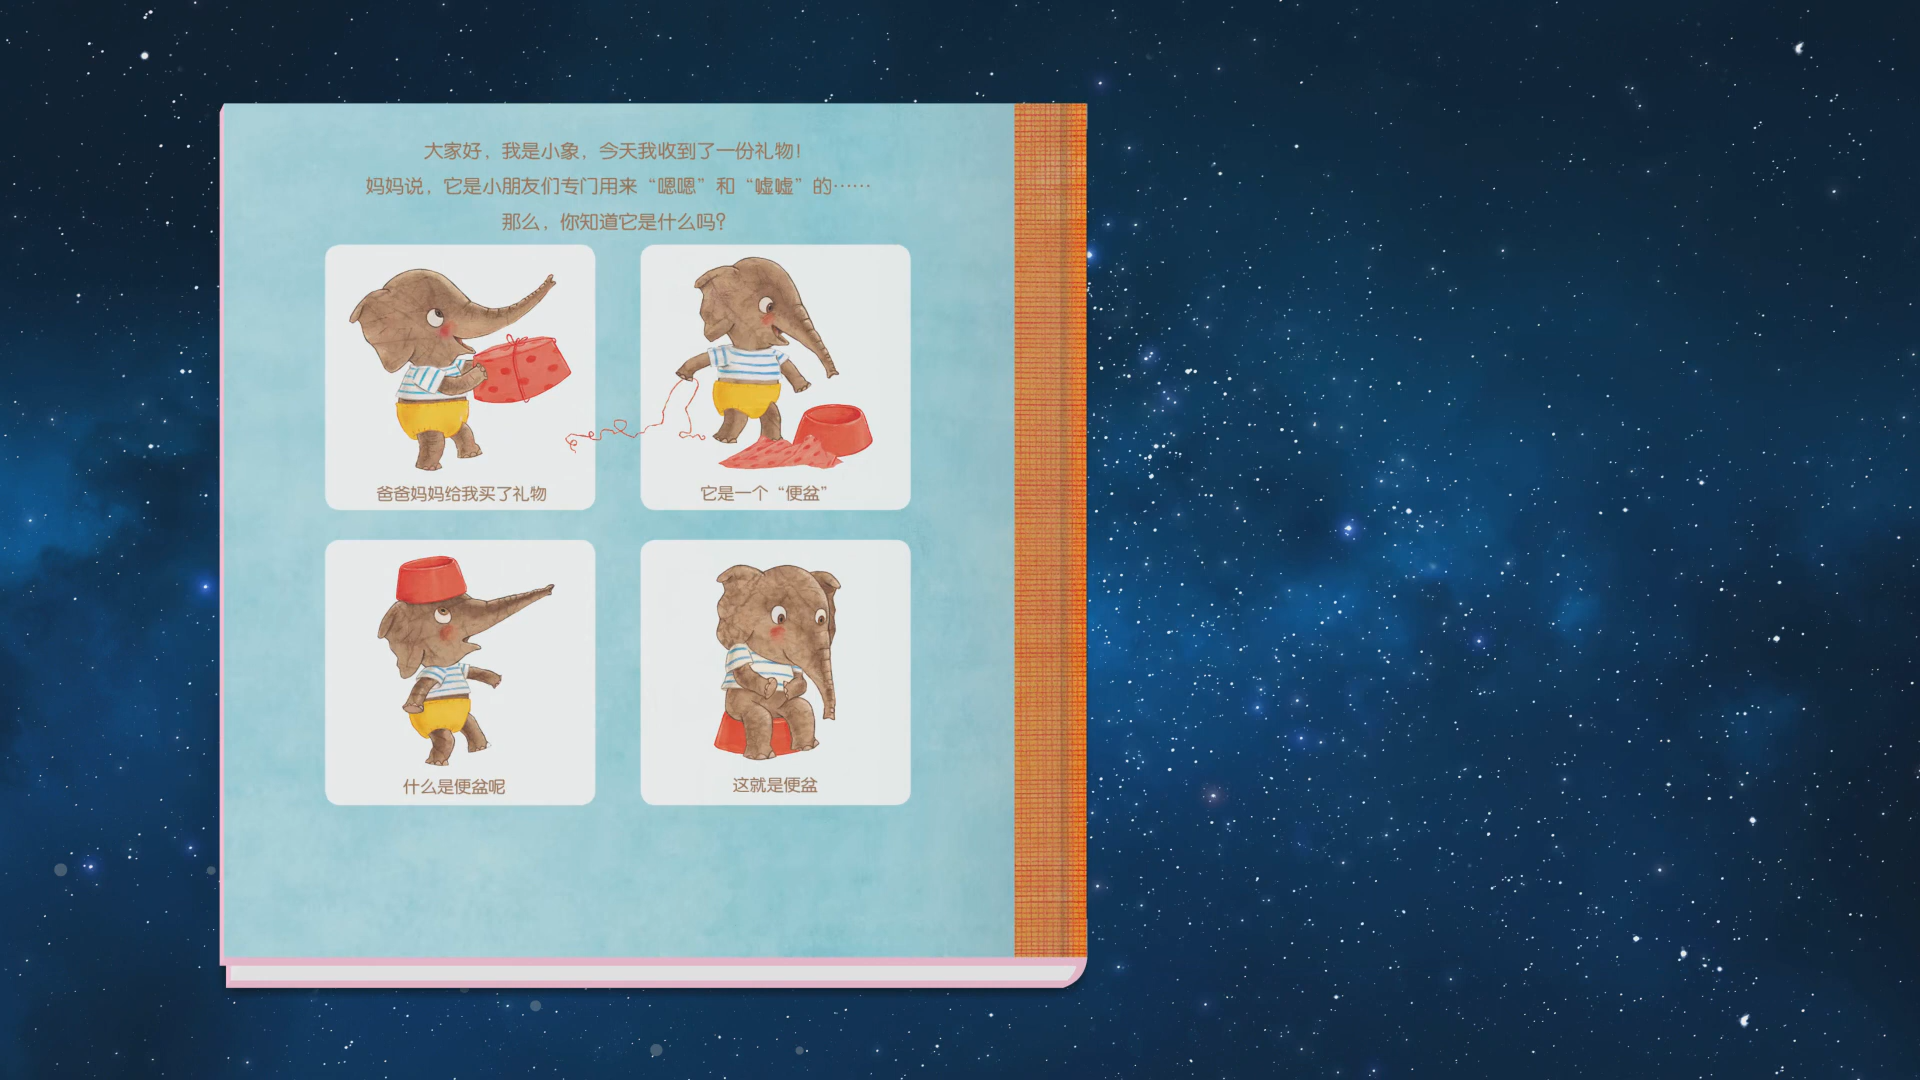 大家好，我是小象，今天我收到了一份礼物！
妈妈说，它是小朋友们专门用来“嗯嗯”和“嘘嘘”的……
那么，你知道它是什么吗？
爸爸妈妈给我买了礼物
它是一个“便盆”
什么是便盆呢
这就是便盆